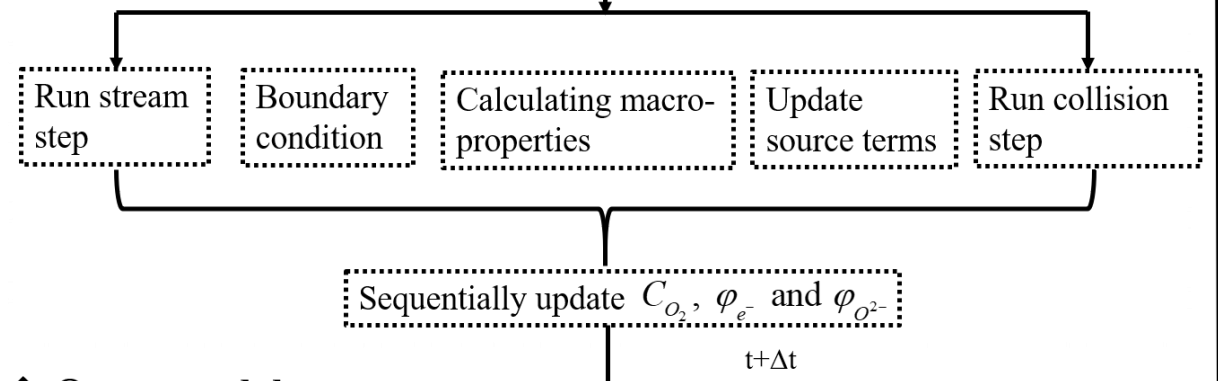 Run stream
step
Boundary
condition
Calculating macro-
properties
Update
source terms
Run collision
step
Sequentially update C_{O_2}, φ_{e^-} and φ_{O^{2-}}
t+Δt